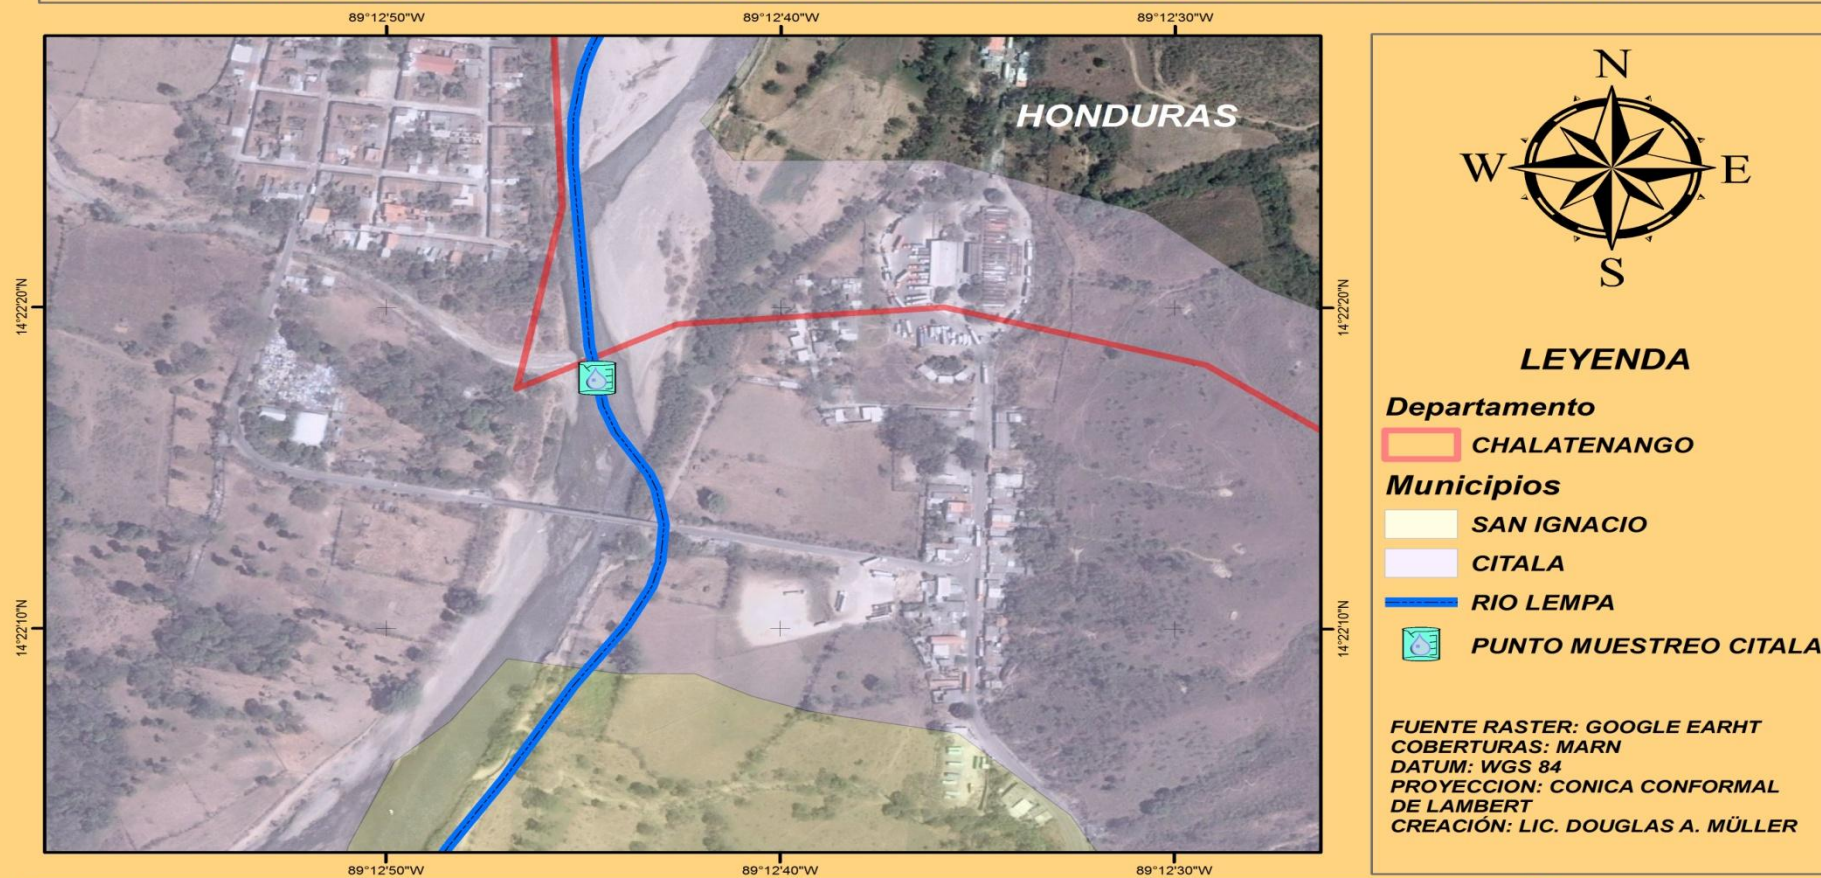 89°12'50"W
89°12'40"W
89°12'30"W
HONDURAS
14°22'20"N
14°22'20"N
14°22'10"N
14°22'10"N
89°12'50"W
89°12'40"W
89°12'30"W
N
W
E
S
LEYENDA
Departamento
CHALATENANGO
Municipios
SAN IGNACIO
CITALA
RIO LEMPA
PUNTO MUESTREO CITALA
FUENTE RASTER: GOOGLE EARHT
COBERTURAS: MARN
DATUM: WGS 84
PROYECCION: CONICA CONFORMAL
DE LAMBERT
CREACIÓN: LIC. DOUGLAS A. MÜLLER